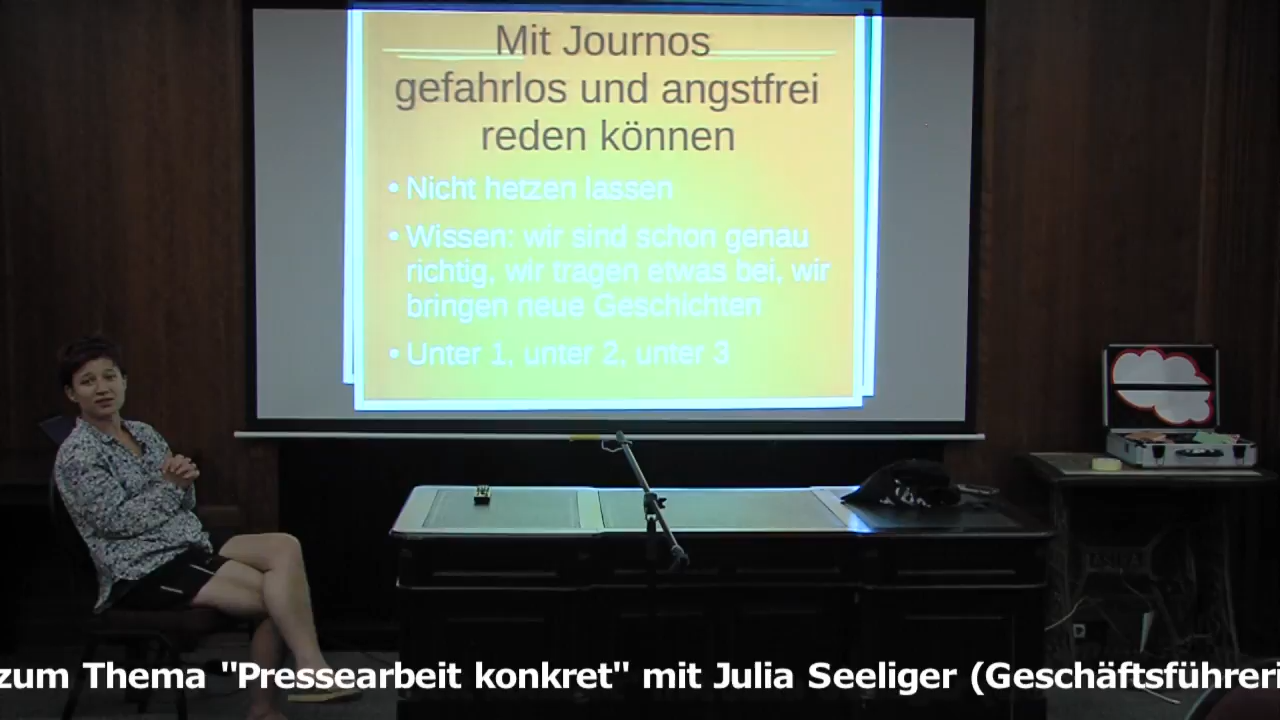 Mit Journos
gefahrlos und angstfrei
reden können
• Nicht hetzen lassen
• Wissen: wir sind schon genau
richtig, wir tragen etwas bei, wir
bringen neue Geschichten
• Unter 1, unter 2, unter 3
zum Thema "Pressearbeit konkret" mit Julia Seeliger (Geschäftsführeri